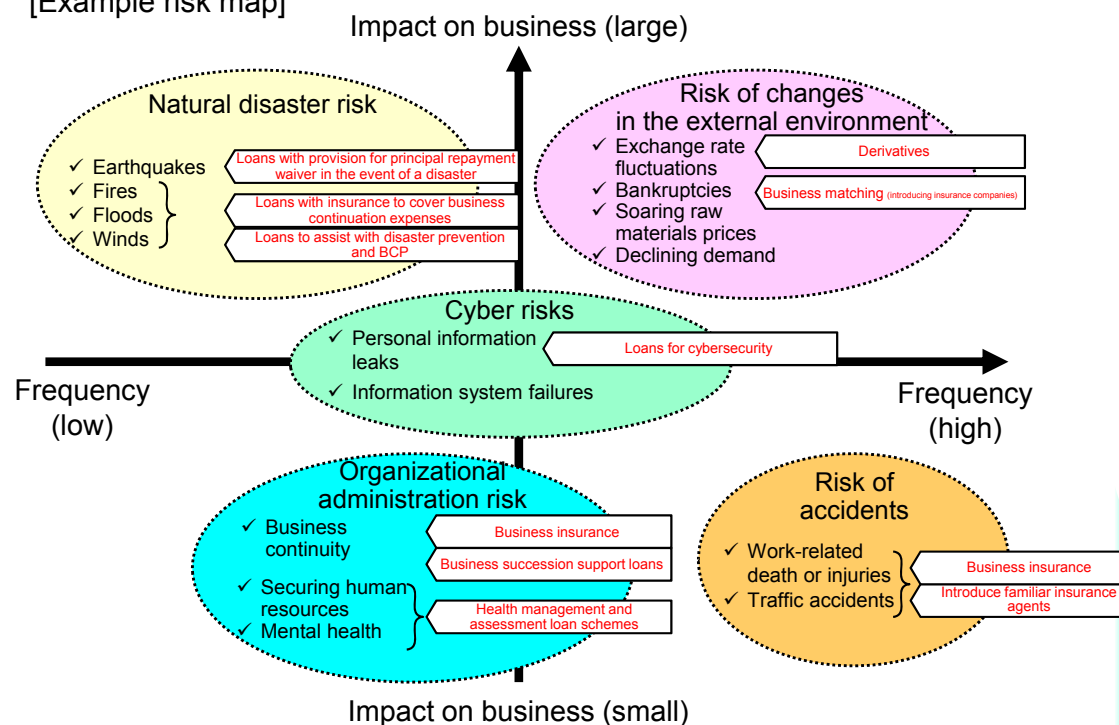 [Example risk map]
Impact on business (large)
Natural disaster risk
✓ Earthquakes
✓ Fires
✓ Floods
✓ Winds
Loans with provision for principal repayment
waiver in the event of a disaster
Loans with insurance to cover business
continuation expenses
Loans to assist with disaster prevention
and BCP
Risk of changes
in the external environment
✓ Exchange rate
fluctuations
✓ Bankruptcies
✓ Soaring raw
materials prices
✓ Declining demand
Derivatives
Business matching (introducing insurance companies)
Cyber risks
✓ Personal information
leaks
✓ Information system failures
Loans for cybersecurity
Frequency
(low)
Frequency
(high)
Organizational
administration risk
✓ Business
continuity
✓ Securing human
resources
✓ Mental health
Business insurance
Business succession support loans
Health management and
assessment loan schemes
Risk of
accidents
✓ Work-related
death or injuries
✓ Traffic accidents
Business insurance
Introduce familiar insurance
agents
Impact on business (small)